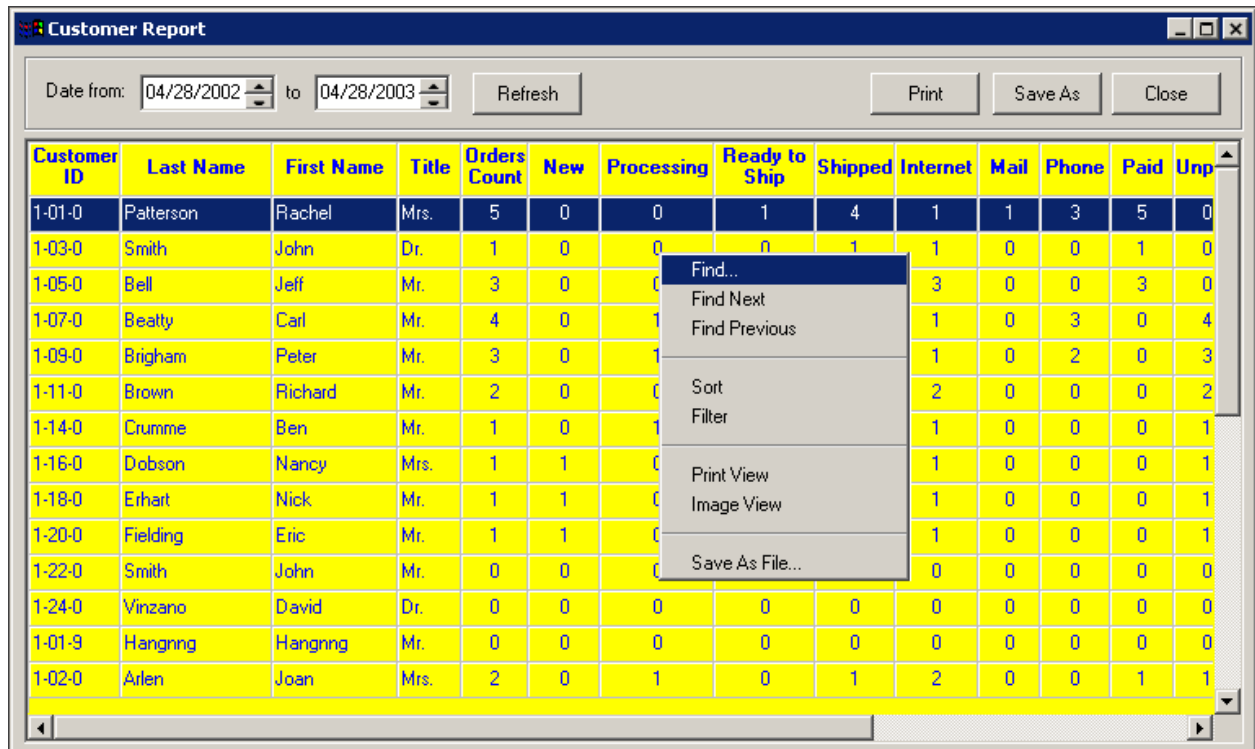 Customer Report
Date from: 04/28/2002 to 04/28/2003 Refresh Print Save As Close
Customer ID Last Name First Name Title Orders Count New Processing Ready to Ship Shipped Internet Mail Phone Paid Unp
1-01-0 Patterson Rachel Mrs. 5 0 0 1 4 1 1 3 5 0
1-03-0 Smith John Dr. 1 0 0 0 1 1 0 0 1 0
1-05-0 Bell Jeff Mr. 3 0 3 0 0 3 0
1-07-0 Beatty Carl Mr. 4 0 1 1 0 3 0 4
1-09-0 Brigham Peter Mr. 3 0 1 1 0 2 0 3
1-11-0 Brown Richard Mr. 2 0 2 0 0 0 2
1-14-0 Crumme Ben Mr. 1 0 1 1 0 0 0 1
1-16-0 Dobson Nancy Mrs. 1 1 1 0 0 0 1
1-18-0 Erhart Nick Mr. 1 1 1 0 0 0 1
1-20-0 Fielding Eric Mr. 1 1 1 0 0 0 1
1-22-0 Smith John Mr. 0 0 0 0 0 0 0
1-24-0 Vinzano David Dr. 0 0 0 0 0 0 0 0 0 0
1-01-9 Hangnng Hangnng Mr. 0 0 0 0 0 0 0 0 0 0
1-02-0 Arlen Joan Mrs. 2 0 1 0 1 2 0 0 1 1
Find...
Find Next
Find Previous
Sort
Filter
Print View
Image View
Save As File...